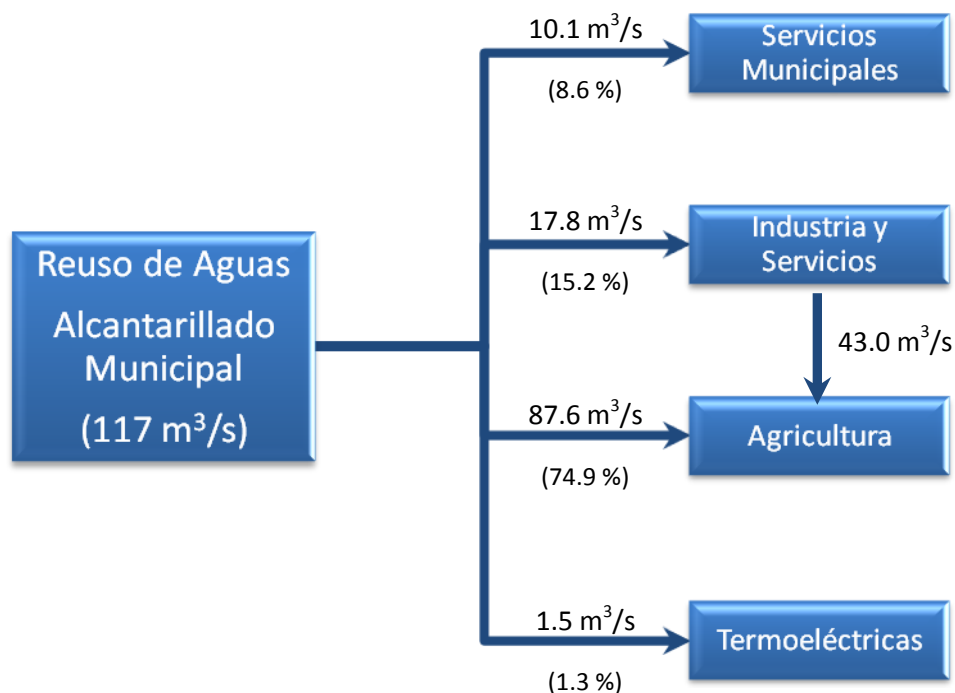 10.1 m³/s
(8.6 %)
Servicios
Municipales
Reuso de Aguas
Alcantarillado
Municipal
(117 m³/s)
17.8 m³/s
(15.2 %)
Industria y
Servicios
43.0 m³/s
87.6 m³/s
(74.9 %)
Agricultura
1.5 m³/s
(1.3 %)
Termoeléctricas